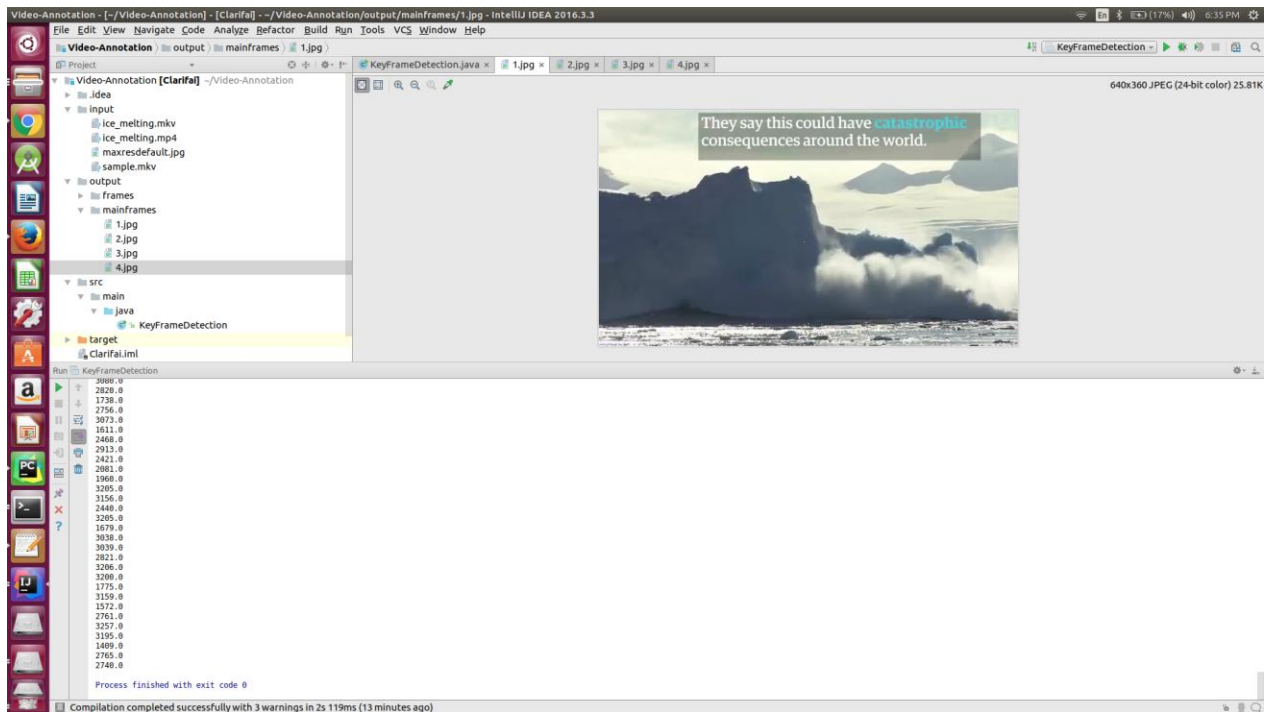 Video-Annotation - [~/Video-Annotation] - [Clarifai] - ~/Video-Annotation/output/mainframes/1.jpg - IntelliJ IDEA 2016.3.3
En (17%) 6:35 PM
File Edit View Navigate Code Analyze Refactor Build Run Tools VCS Window Help
Video-Annotation output mainframes 1.jpg KeyFrameDetection
Project KeyFrameDetection.java 1.jpg 2.jpg 3.jpg 4.jpg
640x360 JPEG (24-bit color) 25.81K
Video-Annotation [Clarifai] ~/Video-Annotation
.idea
input
ice_melting.mkv
ice_melting.mp4
maxresdefault.jpg
sample.mkv
output
frames
mainframes
1.jpg
2.jpg
3.jpg
4.jpg
src
main
java
KeyFrameDetection
target
Clarifai.iml
They say this could have catastrophic
consequences around the world.
Run KeyFrameDetection
3080.0
2820.0
1738.0
2756.0
3073.0
1611.0
2468.0
2913.0
2421.0
2081.0
1960.0
3205.0
3156.0
2440.0
3205.0
1679.0
3038.0
3039.0
2821.0
3206.0
3200.0
1775.0
3159.0
1572.0
2761.0
3257.0
3195.0
1409.0
2765.0
2740.0
Process finished with exit code 0
Compilation completed successfully with 3 warnings in 2s 119ms (13 minutes ago)